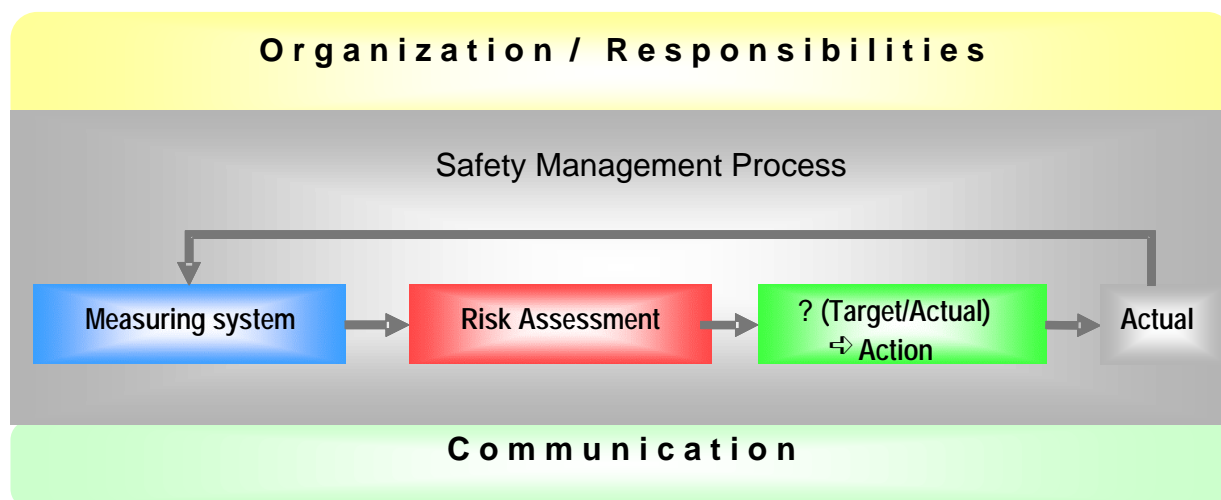 Organization / Responsibilities
Safety Management Process
Measuring system
Risk Assessment
? (Target/Actual)
➪ Action
Actual
Communication